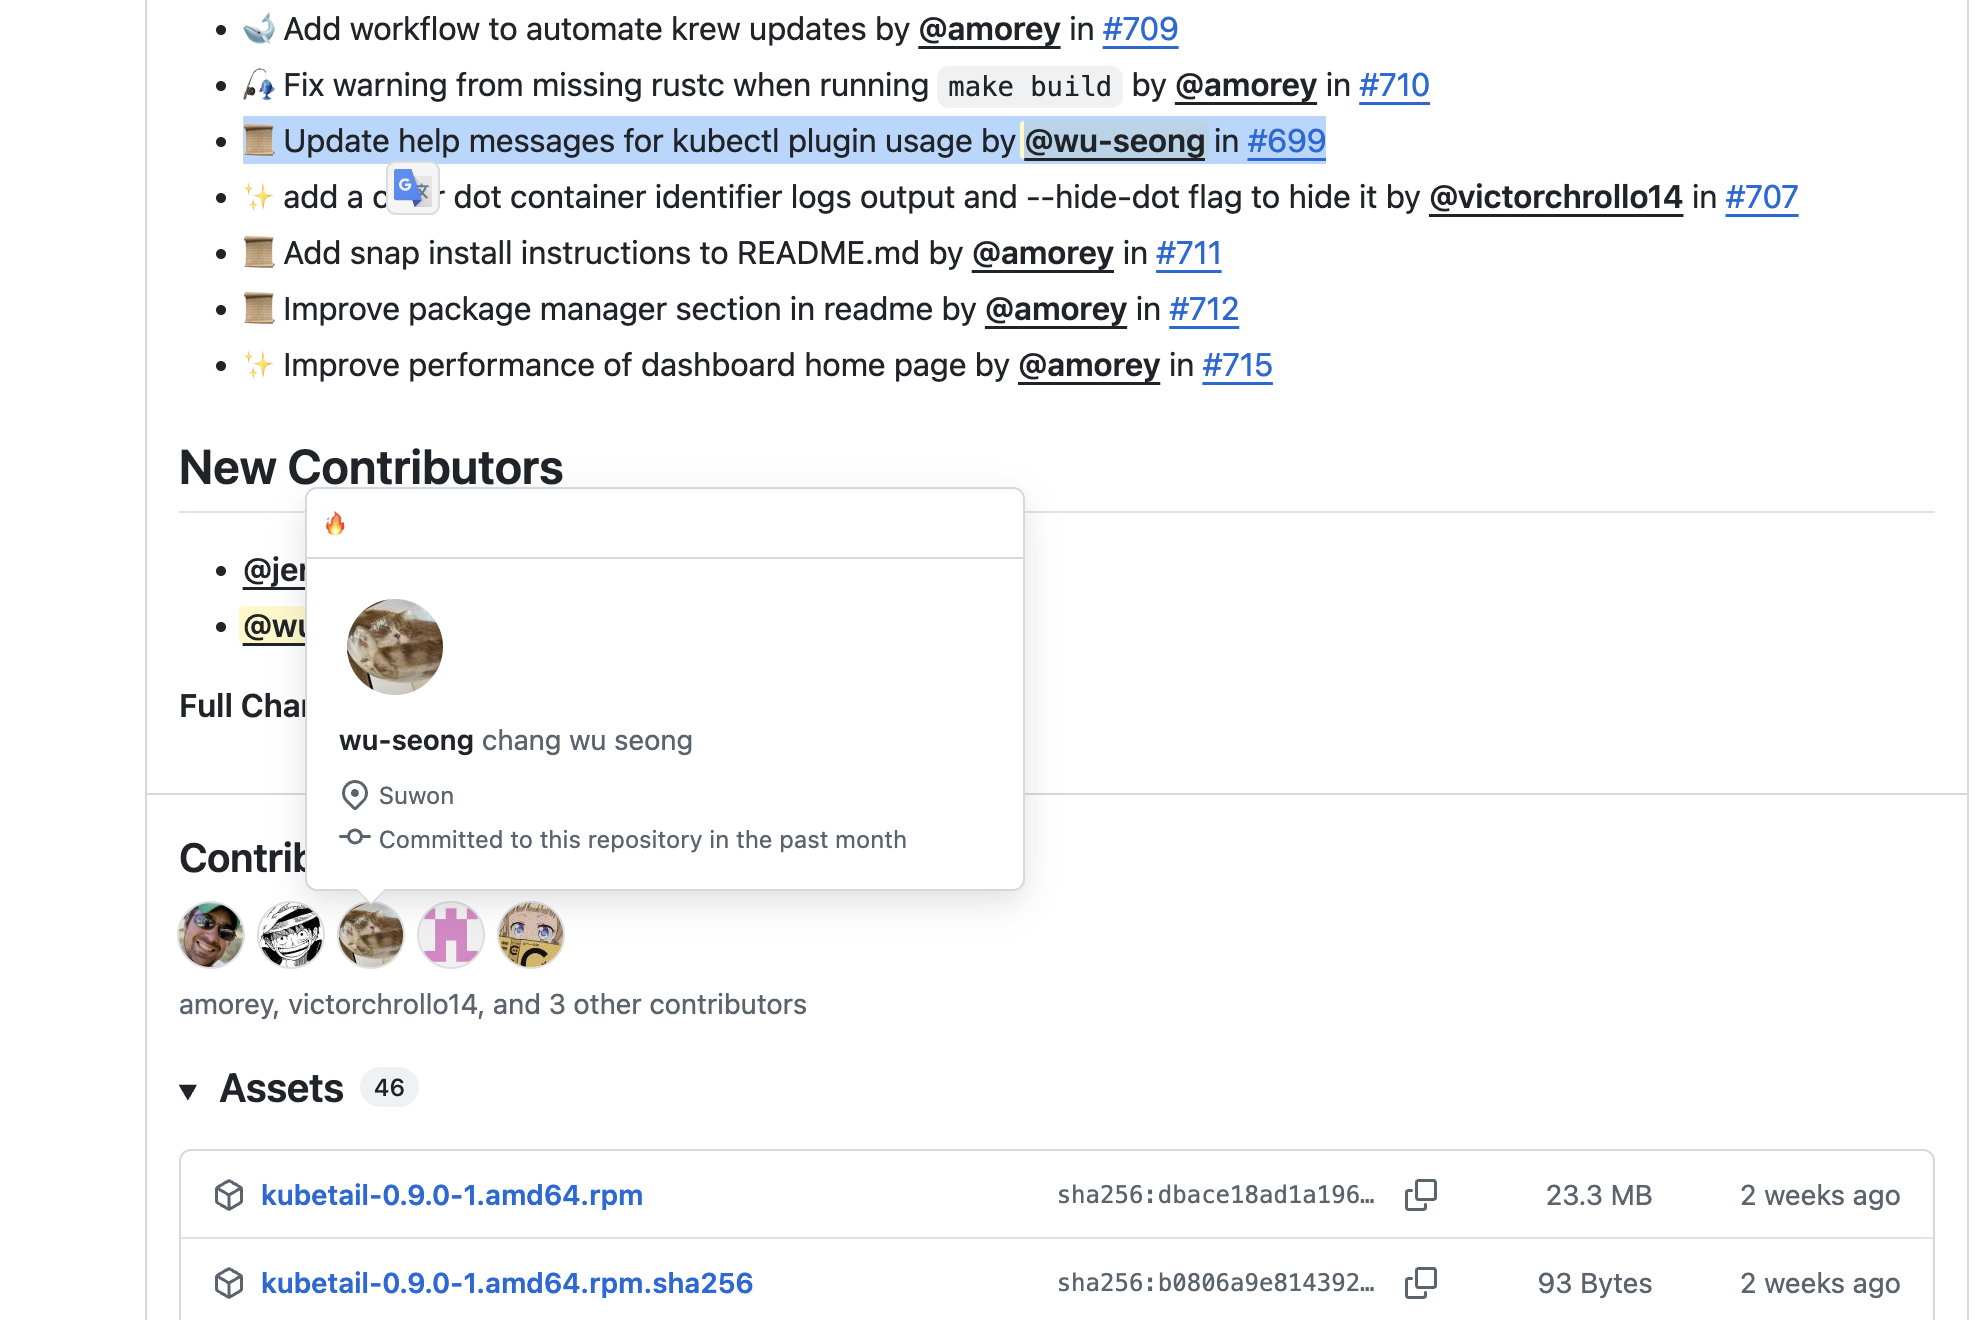 Add workflow to automate krew updates by @amorey in #709
Fix warning from missing rustc when running make build by @amorey in #710
Update help messages for kubectl plugin usage by @wu-seong in #699
add a dot container identifier logs output and --hide-dot flag to hide it by @victorchrollo14 in #707
Add snap install instructions to README.md by @amorey in #711
Improve package manager section in readme by @amorey in #712
Improve performance of dashboard home page by @amorey in #715
New Contributors
@jer
@wu
Full Cha
wu-seong chang wu seong
Suwon
Committed to this repository in the past month
Contrib
amorey, victorchrollo14, and 3 other contributors
Assets 46
kubetail-0.9.0-1.amd64.rpm sha256:dbace18ad1a196… 23.3 MB 2 weeks ago
kubetail-0.9.0-1.amd64.rpm.sha256 sha256:b0806a9e814392… 93 Bytes 2 weeks ago